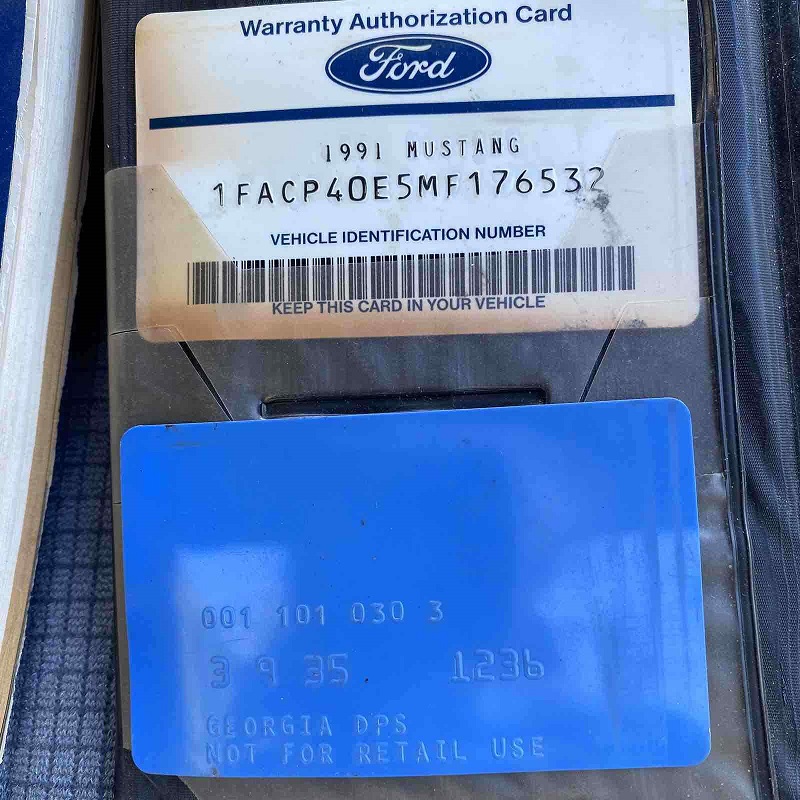 Warranty Authorization Card
Ford
1991 MUSTANG
1FACP40E5MF176532
VEHICLE IDENTIFICATION NUMBER
KEEP THIS CARD IN YOUR VEHICLE
001 101 030 3
3 9 35 1236
GEORGIA DPS
NOT FOR RETAIL USE